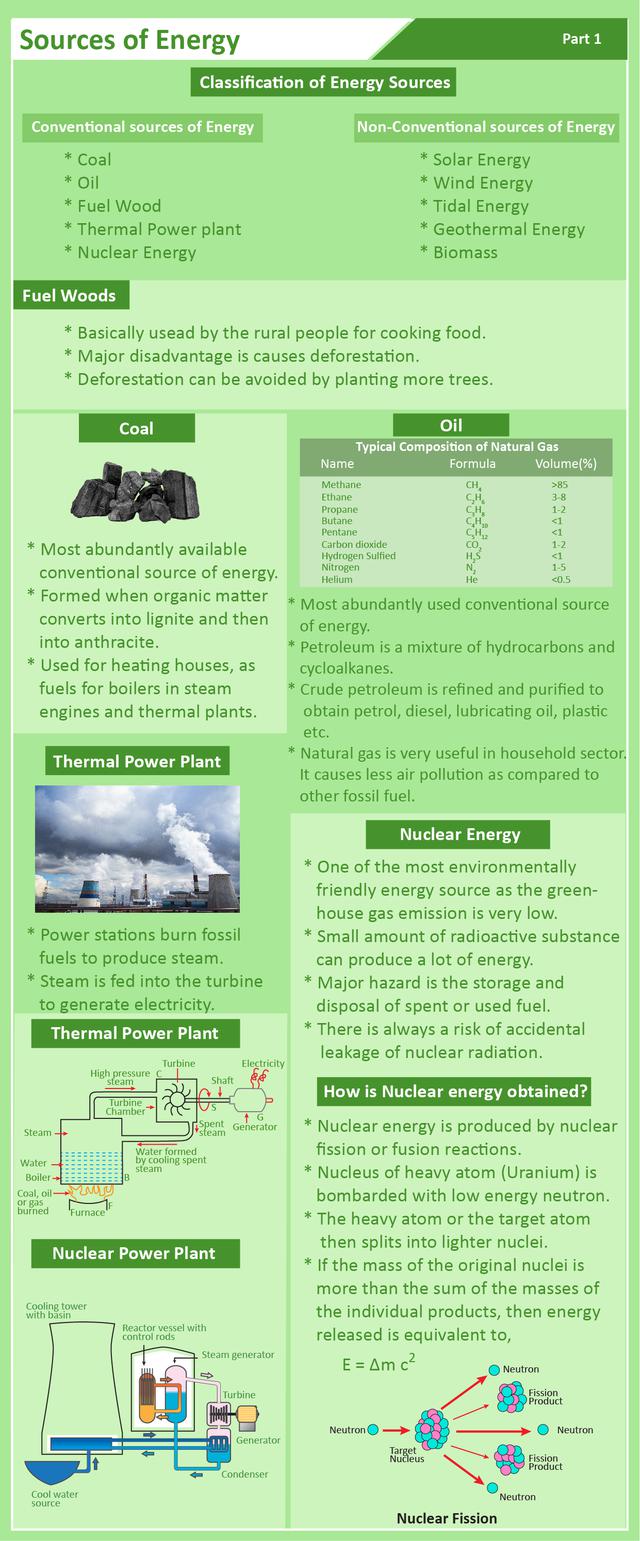 Sources of Energy
Part 1
Classification of Energy Sources
Conventional sources of Energy
* Coal
* Oil
* Fuel Wood
* Thermal Power plant
* Nuclear Energy
Non-Conventional sources of Energy
* Solar Energy
* Wind Energy
* Tidal Energy
* Geothermal Energy
* Biomass
Fuel Woods
* Basically usead by the rural people for cooking food.
* Major disadvantage is causes deforestation.
* Deforestation can be avoided by planting more trees.
Coal
* Most abundantly available
conventional source of energy.
* Formed when organic matter
converts into lignite and then
into anthracite.
* Used for heating houses, as
fuels for boilers in steam
engines and thermal plants.
Oil
Typical Composition of Natural Gas
Name Formula Volume(%)
Methane CH4 >85
Ethane C2H6 3-8
Propane C3H8 1-2
Butane C4H10 <1
Pentane C5H12 <1
Carbon dioxide CO2 1-2
Hydrogen Sulfied H2S <1
Nitrogen N2 1-5
Helium He <0.5
* Most abundantly used conventional source
of energy.
* Petroleum is a mixture of hydrocarbons and
cycloalkanes.
* Crude petroleum is refined and purified to
obtain petrol, diesel, lubricating oil, plastic
etc.
* Natural gas is very useful in household sector.
It causes less air pollution as compared to
other fossil fuel.
Thermal Power Plant
* Power stations burn fossil
fuels to produce steam.
* Steam is fed into the turbine
to generate electricity.
Thermal Power Plant
Turbine
Electricity
High pressure
steam
C
Shaft
Turbine
Chamber
S
G
Generator
Spent
steam
Steam
Water formed
by cooling spent
steam
Water
Boiler
B
Coal, oil
or gas
burned
F
Furnace
Nuclear Power Plant
Cooling tower
with basin
Reactor vessel with
control rods
Steam generator
Turbine
Generator
Condenser
Cool water
source
Nuclear Energy
* One of the most environmentally
friendly energy source as the green-
house gas emission is very low.
* Small amount of radioactive substance
can produce a lot of energy.
* Major hazard is the storage and
disposal of spent or used fuel.
* There is always a risk of accidental
leakage of nuclear radiation.
How is Nuclear energy obtained?
* Nuclear energy is produced by nuclear
fission or fusion reactions.
* Nucleus of heavy atom (Uranium) is
bombarded with low energy neutron.
* The heavy atom or the target atom
then splits into lighter nuclei.
* If the mass of the original nuclei is
more than the sum of the masses of
the individual products, then energy
released is equivalent to,
E = Δm c²
Neutron
Fission
Product
Neutron
Neutron
Target
Nucleus
Fission
Product
Neutron
Nuclear Fission